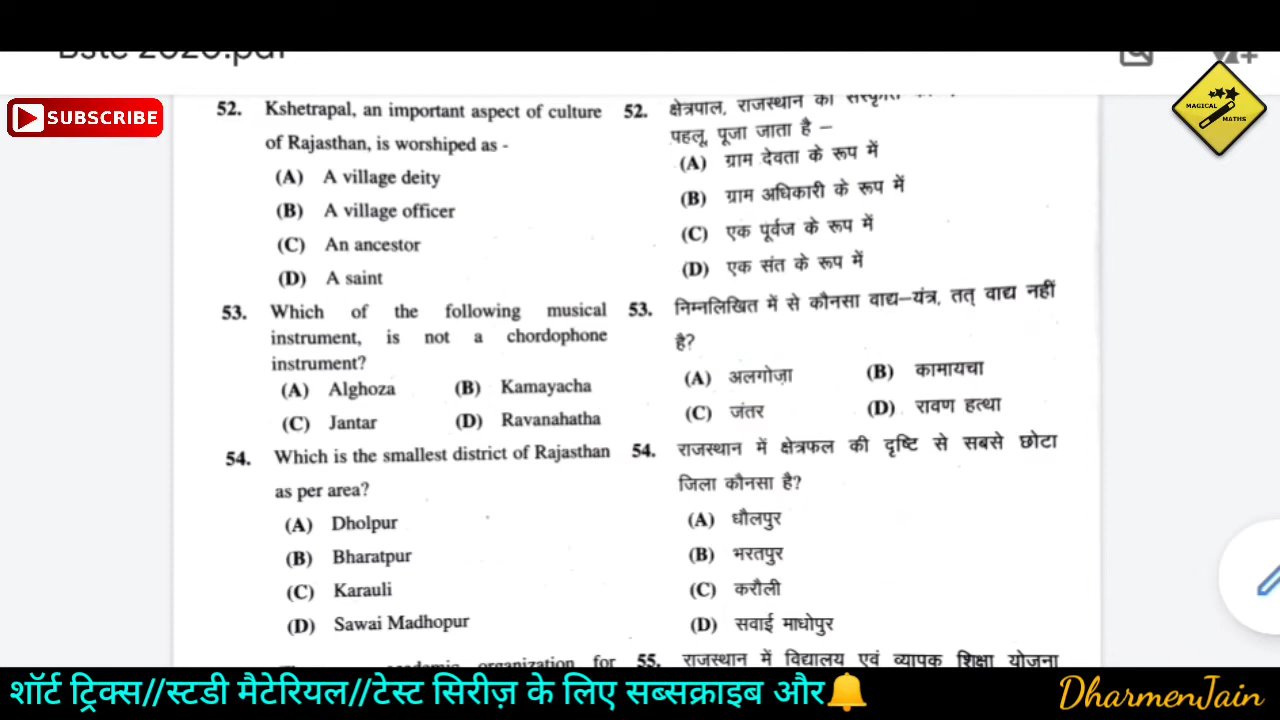 SUBSCRIBE
MAGICAL
MATHS
52. Kshetrapal, an important aspect of culture
of Rajasthan, is worshiped as -
(A) A village deity
(B) A village officer
(C) An ancestor
(D) A saint
53. Which of the following musical
instrument, is not a chordophone
instrument?
(A) Alghoza (B) Kamayacha
(C) Jantar (D) Ravanahatha
54. Which is the smallest district of Rajasthan
as per area?
(A) Dholpur
(B) Bharatpur
(C) Karauli
(D) Sawai Madhopur
organization for
52. क्षेत्रपाल, राजस्थान की संस्कृति
पहलू, पूजा जाता है –
(A) ग्राम देवता के रूप में
(B) ग्राम अधिकारी के रूप में
(C) एक पूर्वज के रूप में
(D) एक संत के रूप में
53. निम्नलिखित में से कौनसा वाद्य–यंत्र, तत् वाद्य नहीं
है?
(A) अलगोज़ा (B) कामायचा
(C) जंतर (D) रावण हत्था
54. राजस्थान में क्षेत्रफल की दृष्टि से सबसे छोटा
जिला कौनसा है?
(A) धौलपुर
(B) भरतपुर
(C) करौली
(D) सवाई माधोपुर
55. राजस्थान में विद्यालय एवं व्यापक शिक्षा योजना
शॉर्ट ट्रिक्स//स्टडी मैटेरियल//टेस्ट सिरीज़ के लिए सब्सक्राइब और
DharmenJain